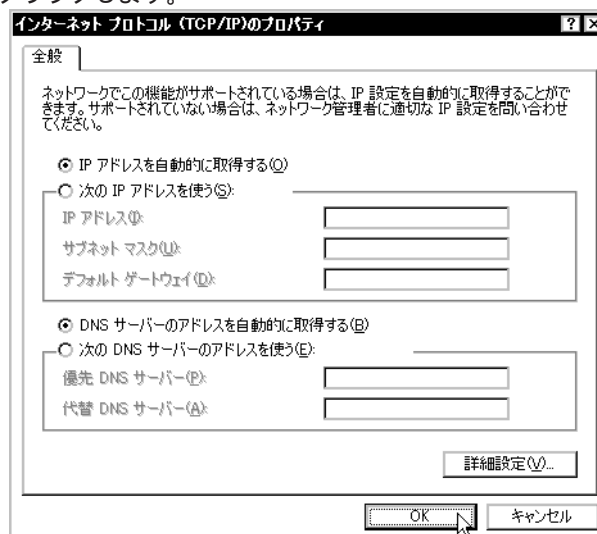 クリックします。
インターネット プロトコル (TCP/IP)のプロパティ
全般
ネットワークでこの機能がサポートされている場合は、IP 設定を自動的に取得することがで
きます。サポートされていない場合は、ネットワーク管理者に適切な IP 設定を問い合わせ
てください。
IP アドレスを自動的に取得する(O)
次の IP アドレスを使う(S):
IP アドレス(I):
サブネット マスク(U):
デフォルト ゲートウェイ(D):
DNS サーバーのアドレスを自動的に取得する(B)
次の DNS サーバーのアドレスを使う(E):
優先 DNS サーバー(P):
代替 DNS サーバー(A):
詳細設定(V)...
OK
キャンセル